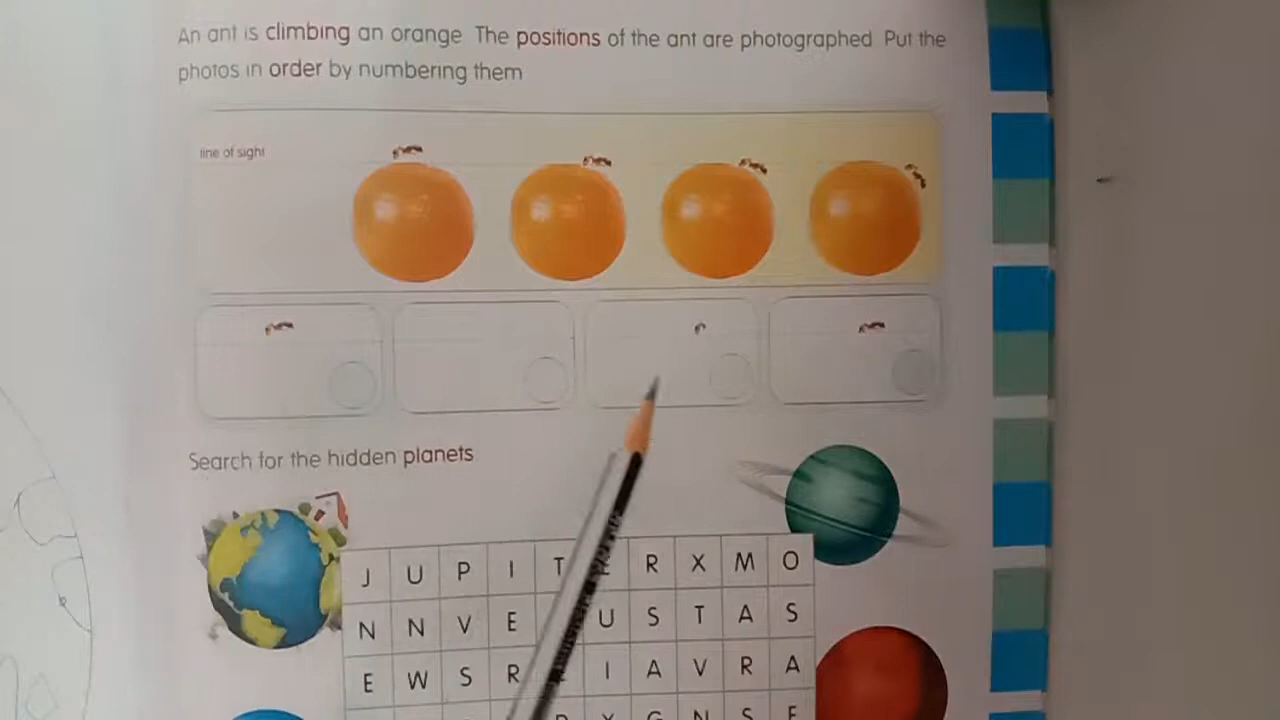 An ant is climbing an orange The positions of the ant are photographed Put the
photos in order by numbering them
line of sight
Search for the hidden planets
J U P I T R X M O
N N V E U S T A S
E W S R I A V R A
G N S